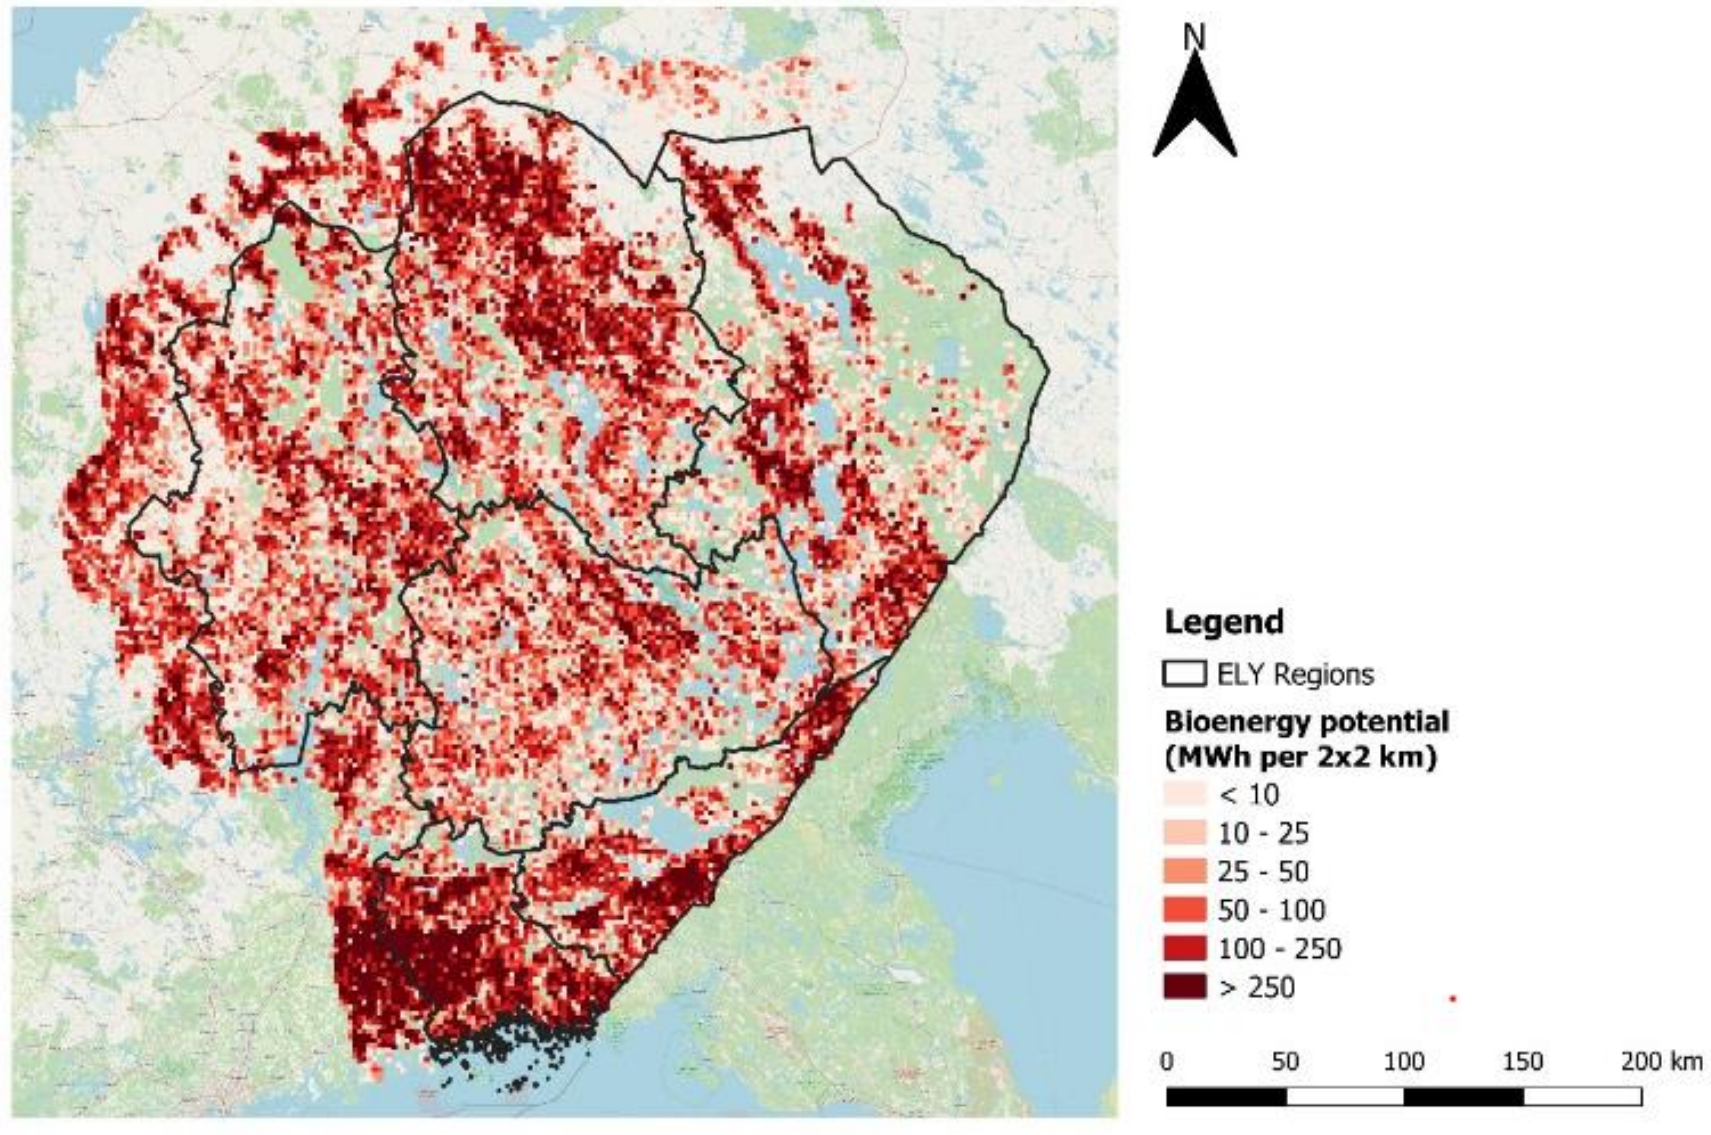 N
Legend
ELY Regions
Bioenergy potential
(MWh per 2x2 km)
< 10
10 - 25
25 - 50
50 - 100
100 - 250
> 250
0 50 100 150 200 km